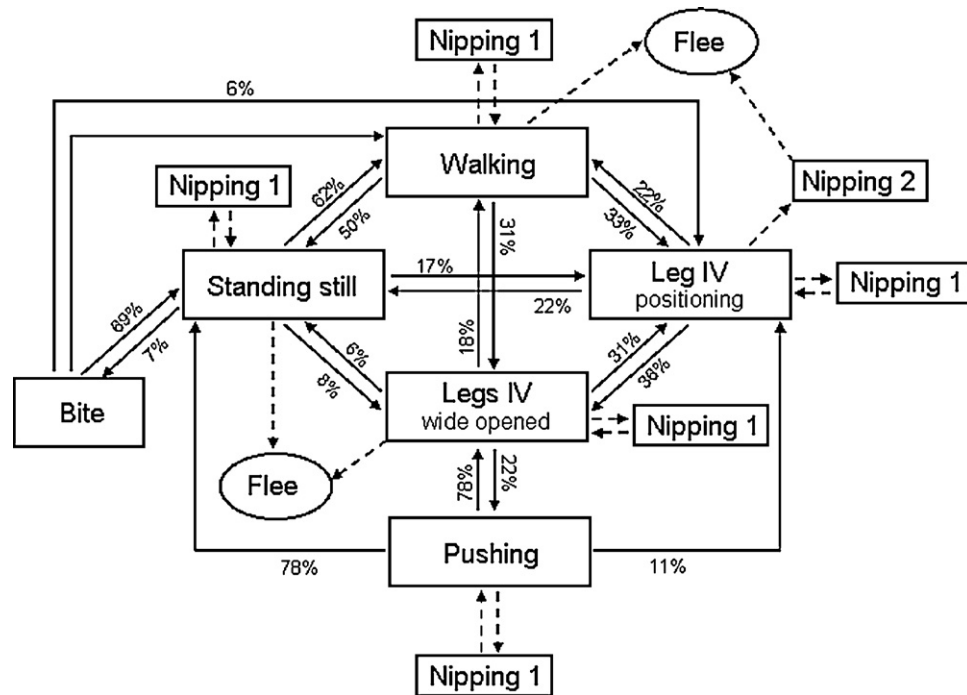 Nipping 1
Flee
6%
Walking
Nipping 1
Nipping 2
62%
50%
22%
33%
31%
Standing still
17%
22%
Leg IV
positioning
Nipping 1
69%
7%
6%
8%
18%
31%
38%
Bite
Legs IV
wide opened
Nipping 1
Flee
78%
22%
Pushing
78%
11%
Nipping 1